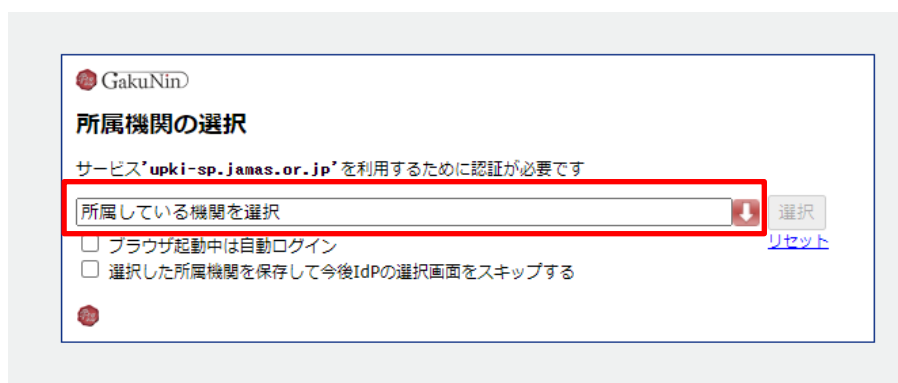 GakuNin
所属機関の選択
サービス'upki-sp.jamas.or.jp'を利用するために認証が必要です
所属している機関を選択 選択
ブラウザ起動中は自動ログイン リセット
選択した所属機関を保存して今後IdPの選択画面をスキップする